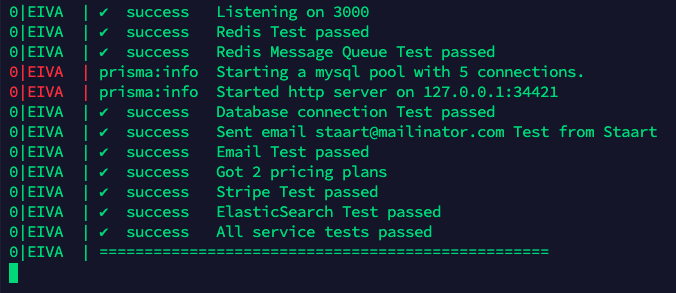 0|EIVA  | ✔  success   Listening on 3000
0|EIVA  | ✔  success   Redis Test passed
0|EIVA  | ✔  success   Redis Message Queue Test passed
0|EIVA  | prisma:info  Starting a mysql pool with 5 connections.
0|EIVA  | prisma:info  Started http server on 127.0.0.1:34421
0|EIVA  | ✔  success   Database connection Test passed
0|EIVA  | ✔  success   Sent email staart@mailinator.com Test from Staart
0|EIVA  | ✔  success   Email Test passed
0|EIVA  | ✔  success   Got 2 pricing plans
0|EIVA  | ✔  success   Stripe Test passed
0|EIVA  | ✔  success   ElasticSearch Test passed
0|EIVA  | ✔  success   All service tests passed
0|EIVA  | ==================================================